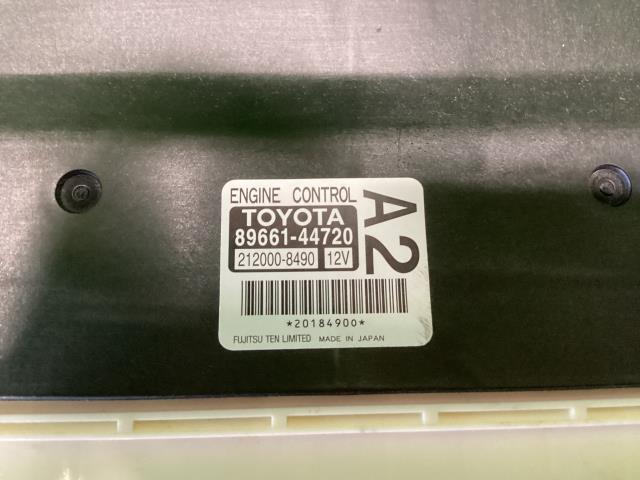 ENGINE CONTROL
TOYOTA
89661-44720
212000-8490 12V
A2
*20184900*
FUJITSU TEN LIMITED MADE IN JAPAN